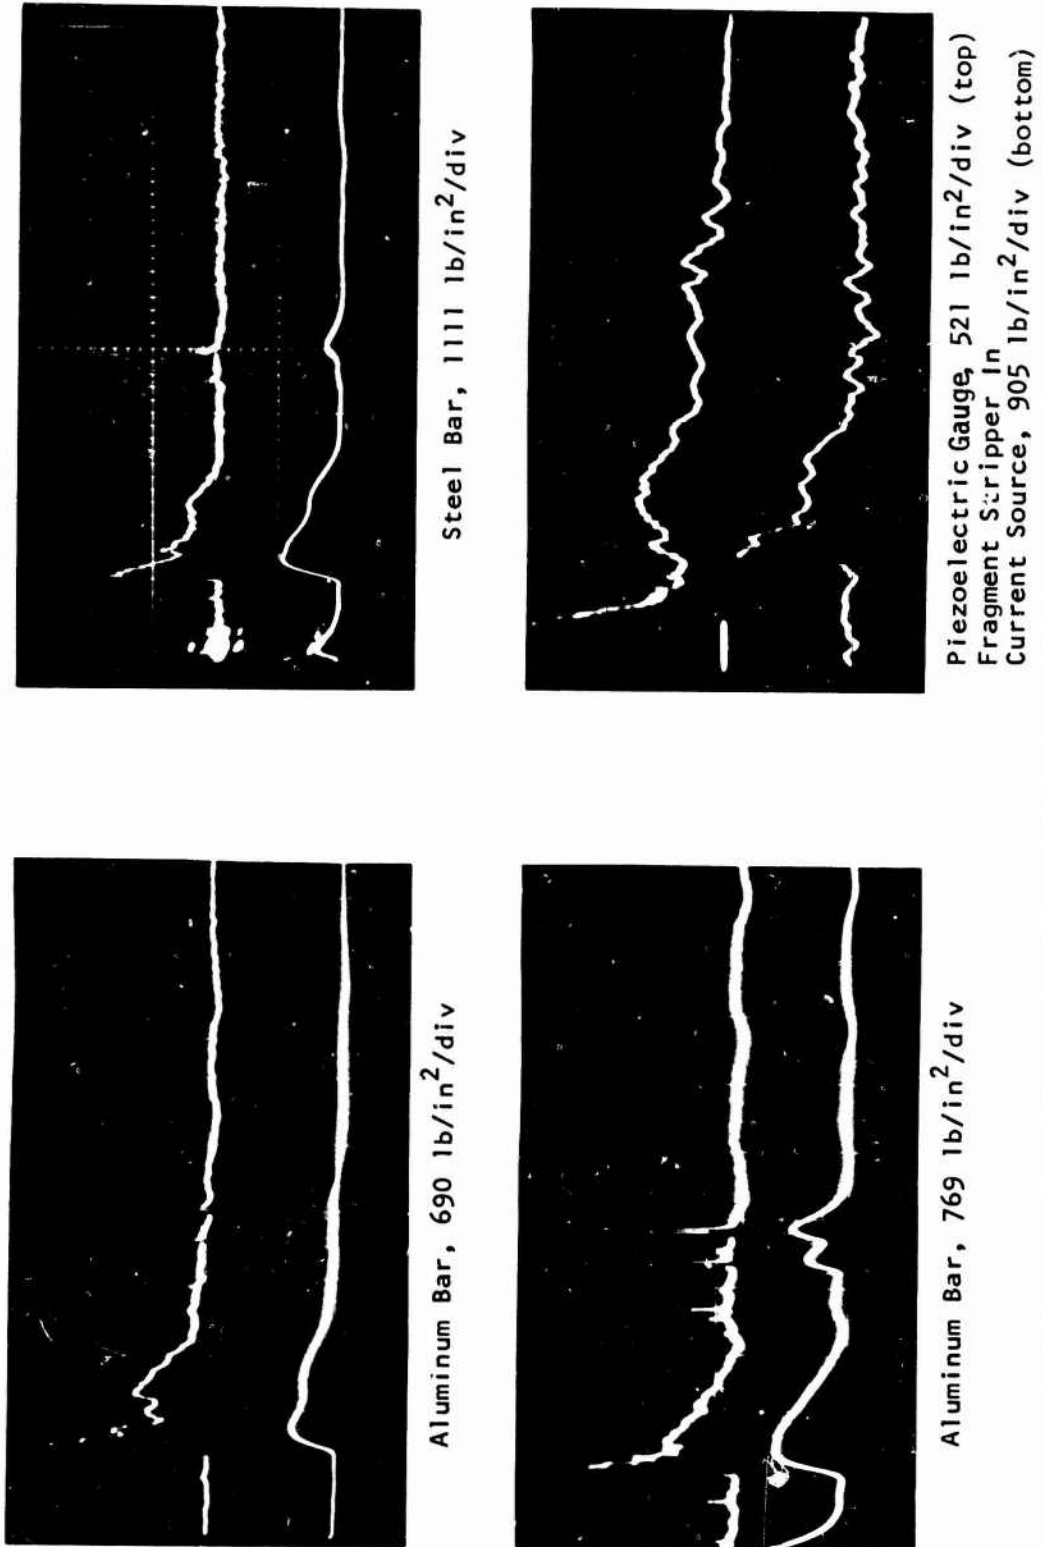 Aluminum Bar, 690 lb/in²/div
Steel Bar, 1111 lb/in²/div
Aluminum Bar, 769 lb/in²/div
Piezoelectric Gauge, 521 lb/in²/div (top)
Fragment Stripper In
Current Source, 905 lb/in²/div (bottom)